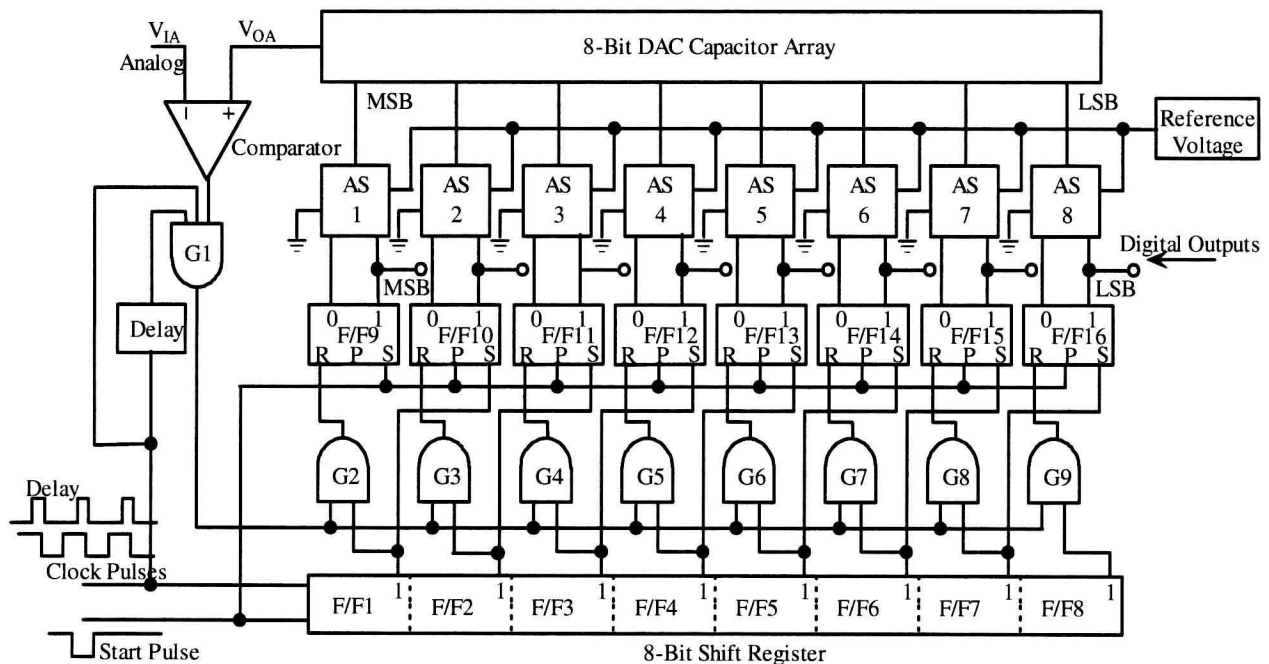 V_IA
Analog
V_OA
8-Bit DAC Capacitor Array
MSB
LSB
Reference
Voltage
Comparator
− +
AS
1
AS
2
AS
3
AS
4
AS
5
AS
6
AS
7
AS
8
G1
Digital Outputs
MSB
LSB
Delay
0 1
F/F9
R P S
0 1
F/F10
R P S
0 1
F/F11
R P S
0 1
F/F12
R P S
0 1
F/F13
R P S
0 1
F/F14
R P S
0 1
F/F15
R P S
0 1
F/F16
R P S
G2
G3
G4
G5
G6
G7
G8
G9
Delay
Clock Pulses
F/F1 1
F/F2 1
F/F3 1
F/F4 1
F/F5 1
F/F6 1
F/F7 1
F/F8 1
Start Pulse
8-Bit Shift Register